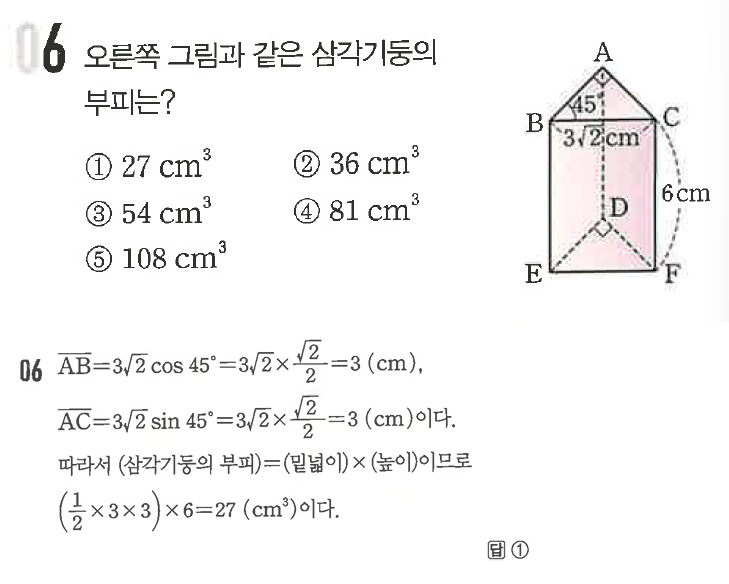 06 오른쪽 그림과 같은 삼각기둥의
부피는?
① 27 cm³ ② 36 cm³
③ 54 cm³ ④ 81 cm³
⑤ 108 cm³
A
45°
B
C
3√2 cm
6 cm
D
E
F
06 AB=3√2 cos 45°=3√2×√2/2=3 (cm),
AC=3√2 sin 45°=3√2×√2/2=3 (cm)이다.
따라서 (삼각기둥의 부피)=(밑넓이)×(높이)이므로
(1/2×3×3)×6=27 (cm³)이다.
답 ①